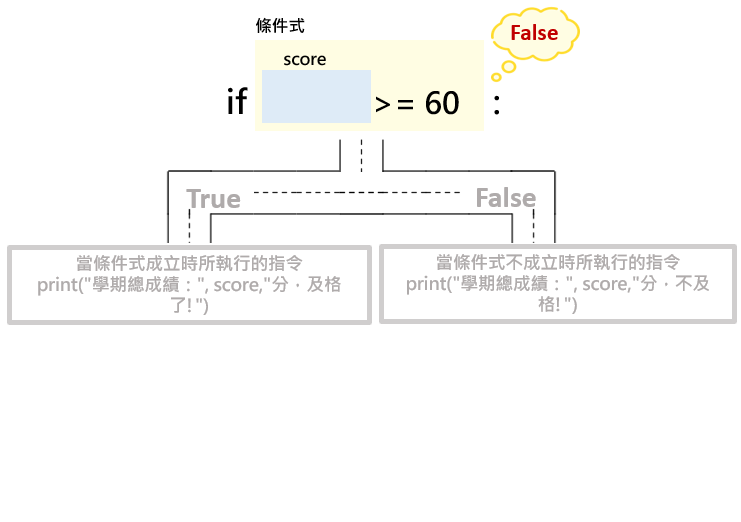 條件式
False
score
if >= 60 :
True
False
當條件式成立時所執行的指令
print("學期總成績：", score,"分，及格
了! ")
當條件式不成立時所執行的指令
print("學期總成績：", score,"分，不及
格! ")